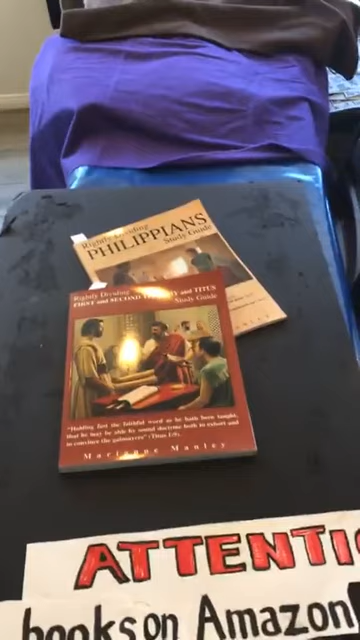 Rightly Dividing
PHILIPPIANS
Study Guide
Rightly Dividing
FIRST and SECOND TIMOTHY and TITUS
Study Guide
"Holding fast the faithful word as he hath been taught,
that he may be able by sound doctrine both to exhort and
to convince the gainsayers" (Titus 1:9).
Marianne Manley
ATTENTI
books on Amazon b